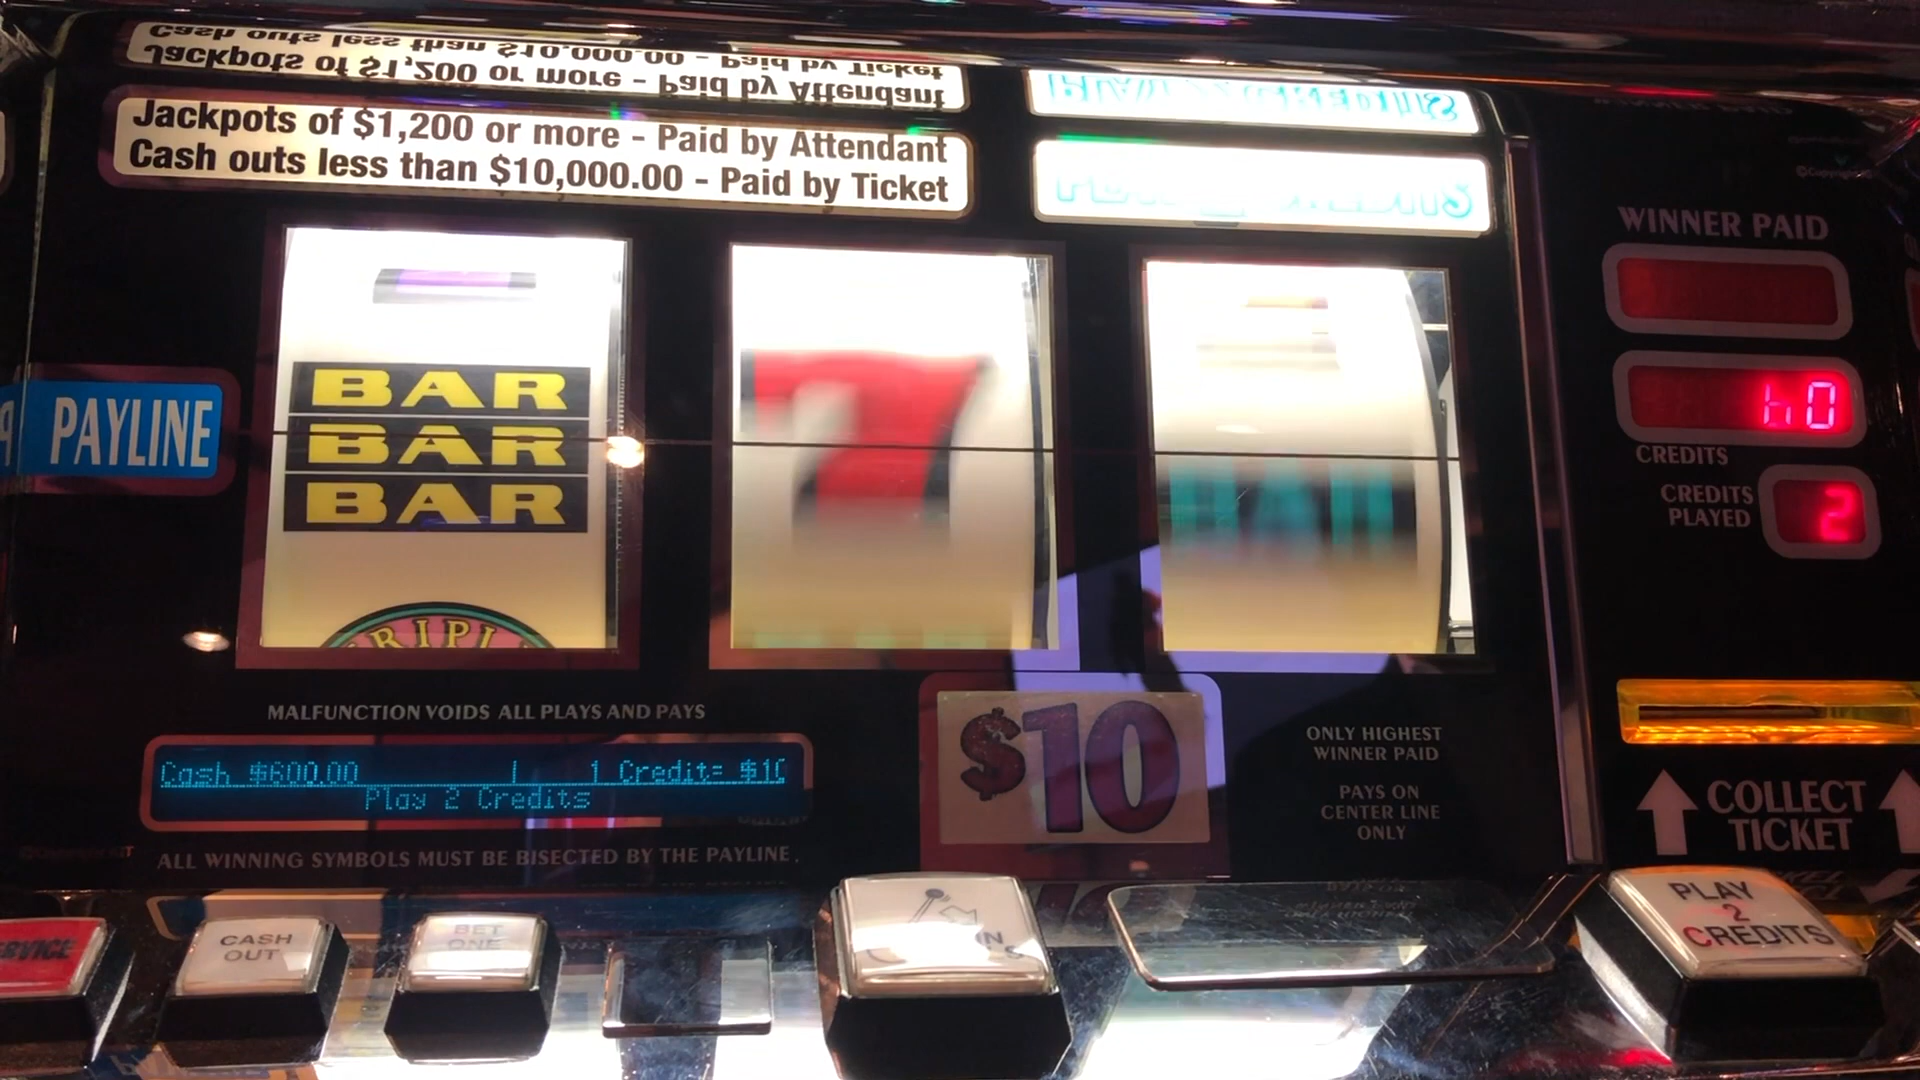 Jackpots of $1,200 or more - Paid by Attendant
Cash outs less than $10,000.00 - Paid by Ticket
WINNER PAID
PAYLINE
BAR
BAR
BAR
CREDITS
CREDITS
PLAYED
2
7
MALFUNCTION VOIDS ALL PLAYS AND PAYS
Cash $600.00 1 Credit= $10
Play 2 Credits
$10
ONLY HIGHEST
WINNER PAID
PAYS ON
CENTER LINE
ONLY
ALL WINNING SYMBOLS MUST BE BISECTED BY THE PAYLINE.
COLLECT
TICKET
CASH
OUT
BET
ONE
PLAY
2
CREDITS